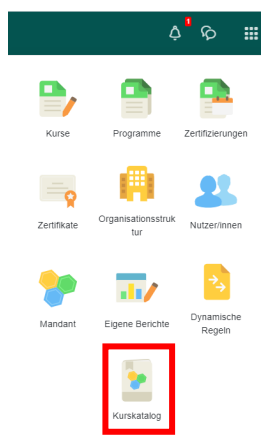 1
Kurse
Programme
Zertifizierungen
Zertifikate
Organisationsstruk
tur
Nutzer/innen
Mandant
Eigene Berichte
Dynamische
Regeln
Kurskatalog